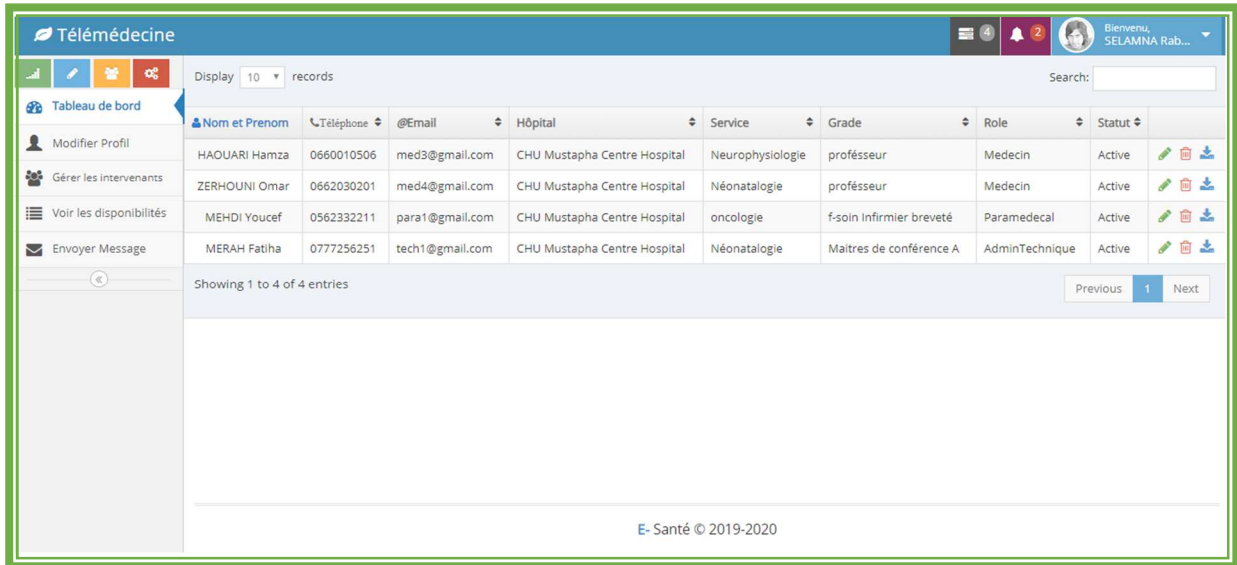 Télémédecine 4 2 Bienvenu,
SELAMNA Rab...
Display 10 records Search:
Tableau de bord
Modifier Profil
Gérer les intervenants
Voir les disponibilités
Envoyer Message
Nom et Prenom Téléphone @Email Hôpital Service Grade Role Statut
HAOUARI Hamza 0660010506 med3@gmail.com CHU Mustapha Centre Hospital Neurophysiologie profésseur Medecin Active
ZERHOUNI Omar 0662030201 med4@gmail.com CHU Mustapha Centre Hospital Néonatalogie profésseur Medecin Active
MEHDI Youcef 0562332211 para1@gmail.com CHU Mustapha Centre Hospital oncologie f-soin Infirmier breveté Paramedecal Active
MERAH Fatiha 0777256251 tech1@gmail.com CHU Mustapha Centre Hospital Néonatalogie Maitres de conférence A AdminTechnique Active
Showing 1 to 4 of 4 entries Previous 1 Next
E- Santé © 2019-2020